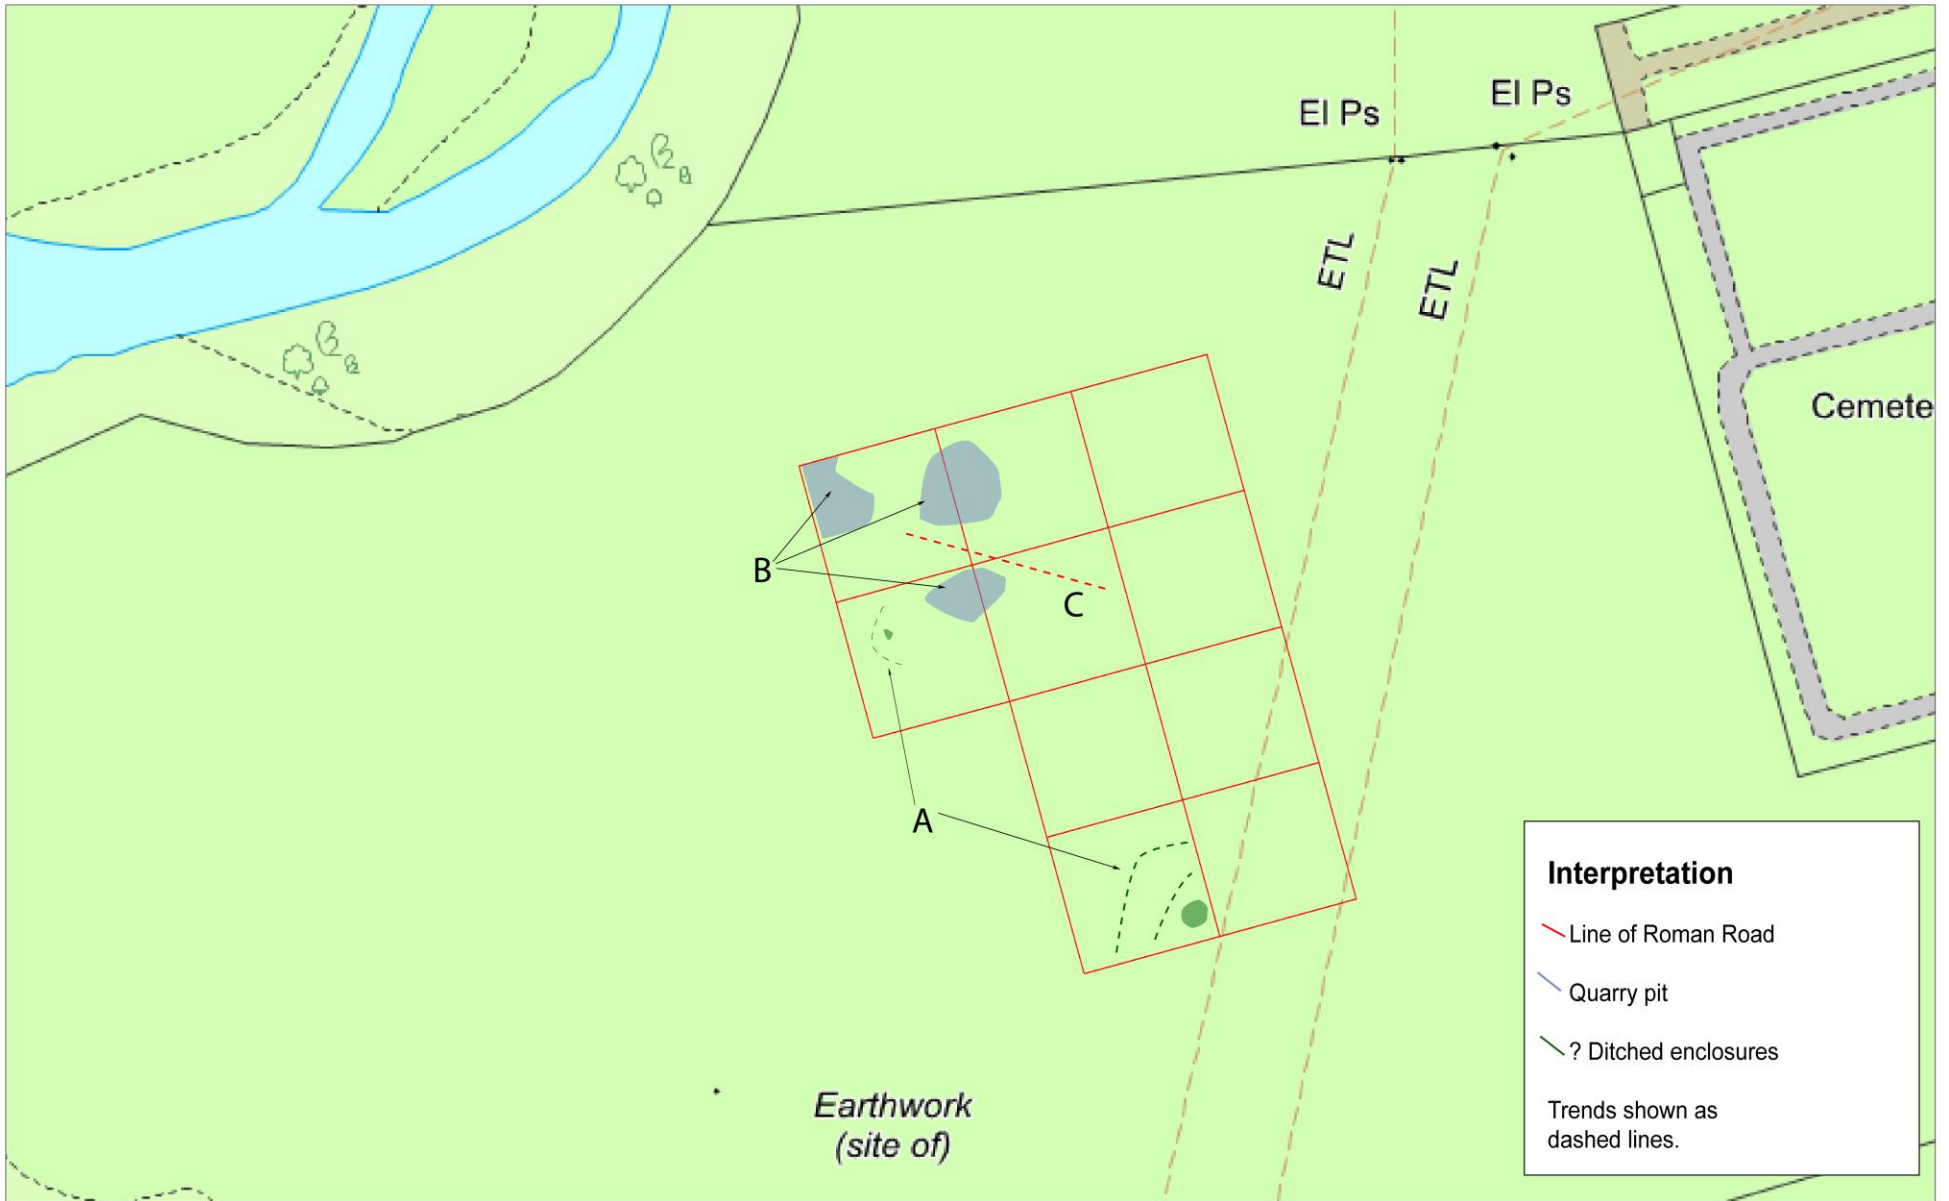 El Ps
El Ps
ETL
ETL
Cemete
B
C
A
Earthwork
(site of)
Interpretation
Line of Roman Road
Quarry pit
? Ditched enclosures
Trends shown as
dashed lines.